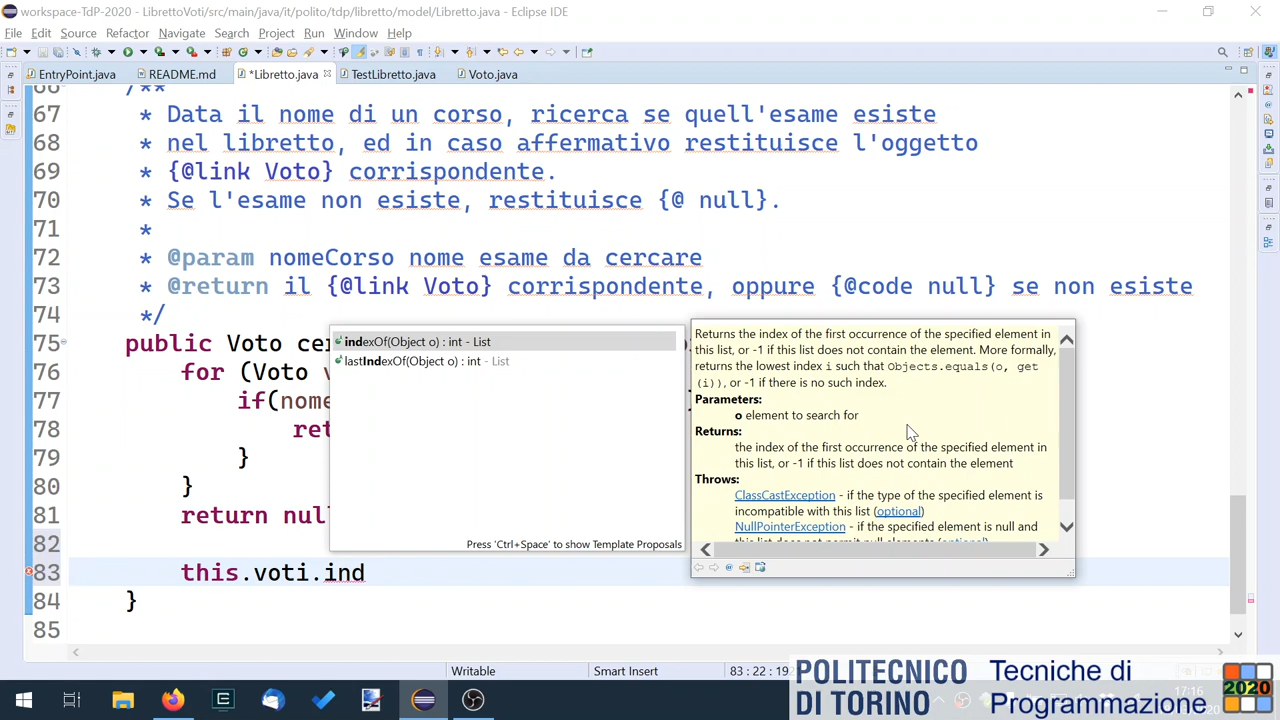 workspace-TdP-2020 - LibrettoVoti/src/main/java/it/polito/tdp/libretto/model/Libretto.java - Eclipse IDE
File Edit Source Refactor Navigate Search Project Run Window Help
EntryPoint.java README.md *Libretto.java TestLibretto.java Voto.java
66 /**
67 * Data il nome di un corso, ricerca se quell'esame esiste
68 * nel libretto, ed in caso affermativo restituisce l'oggetto
69 * {@link Voto} corrispondente.
70 * Se l'esame non esiste, restituisce {@ null}.
71 *
72 * @param nomeCorso nome esame da cercare
73 * @return il {@link Voto} corrispondente, oppure {@code null} se non esiste
74 */
75 public Voto ce
76 for (Voto
77 if(nome
78 ret
79 }
80 }
81 return nul
82
83 this.voti.ind
84 }
85
indexOf(Object o) : int - List
lastIndexOf(Object o) : int - List
Press 'Ctrl+Space' to show Template Proposals
Returns the index of the first occurrence of the specified element in
this list, or -1 if this list does not contain the element. More formally,
returns the lowest index i such that Objects.equals(o, get
(i)), or -1 if there is no such index.
Parameters:
o element to search for
Returns:
the index of the first occurrence of the specified element in
this list, or -1 if this list does not contain the element
Throws:
ClassCastException - if the type of the specified element is
incompatible with this list (optional)
NullPointerException - if the specified element is null and
Writable Smart Insert 83 : 22 : 19
POLITECNICO
DI TORINO
Tecniche di
Programmazione
2020
17:16